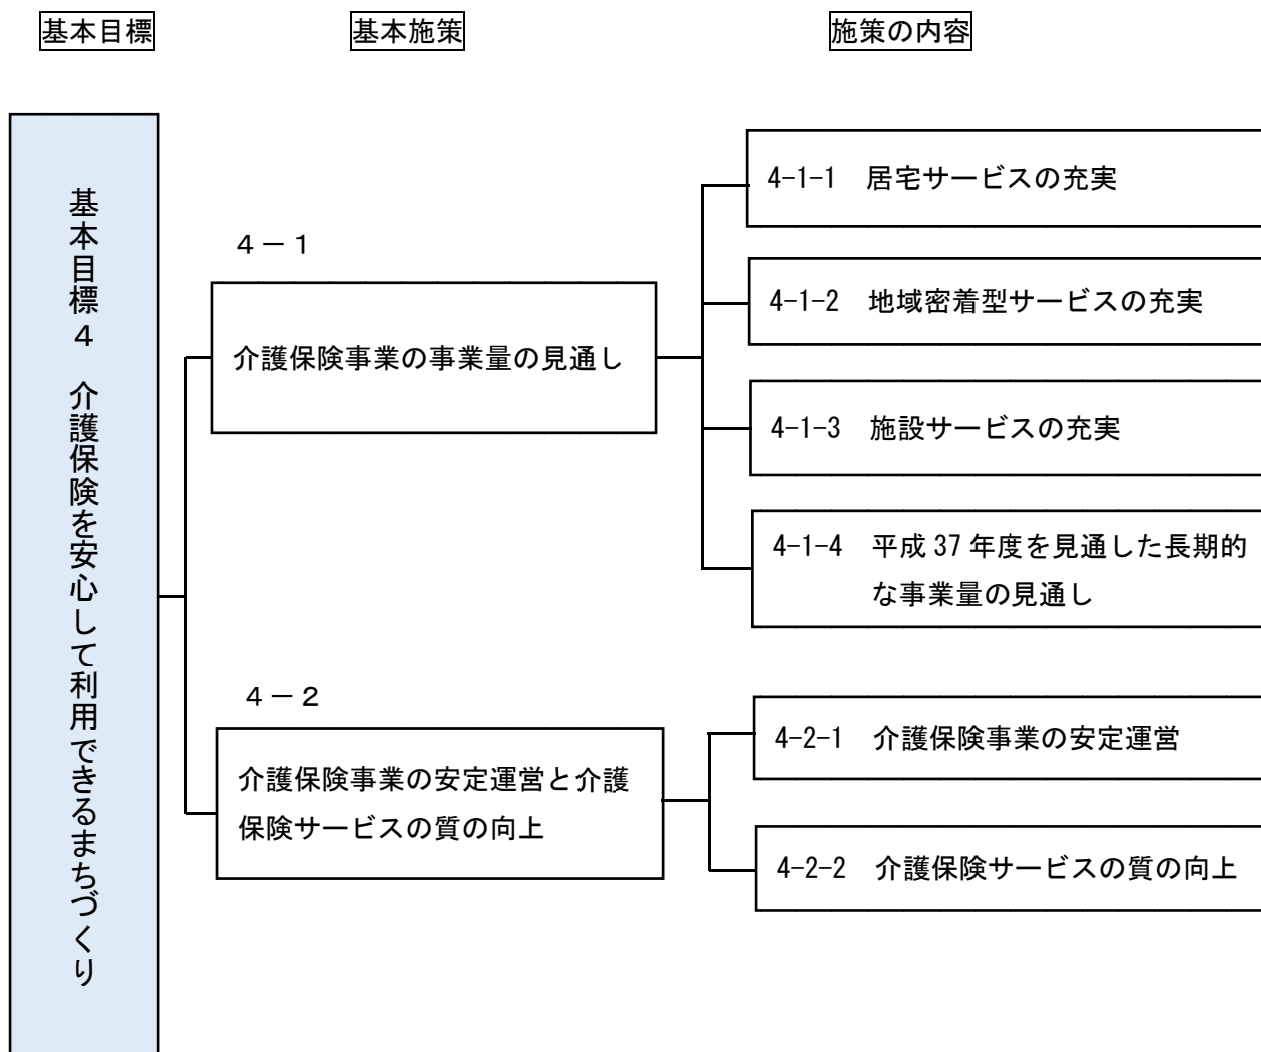 基本目標
基本施策
施策の内容
基本目標４　介護保険を安心して利用できるまちづくり
４－１
介護保険事業の事業量の見通し
4-1-1　居宅サービスの充実
4-1-2　地域密着型サービスの充実
4-1-3　施設サービスの充実
4-1-4　平成 37 年度を見通した長期的
な事業量の見通し
４－２
介護保険事業の安定運営と介護
保険サービスの質の向上
4-2-1　介護保険事業の安定運営
4-2-2　介護保険サービスの質の向上